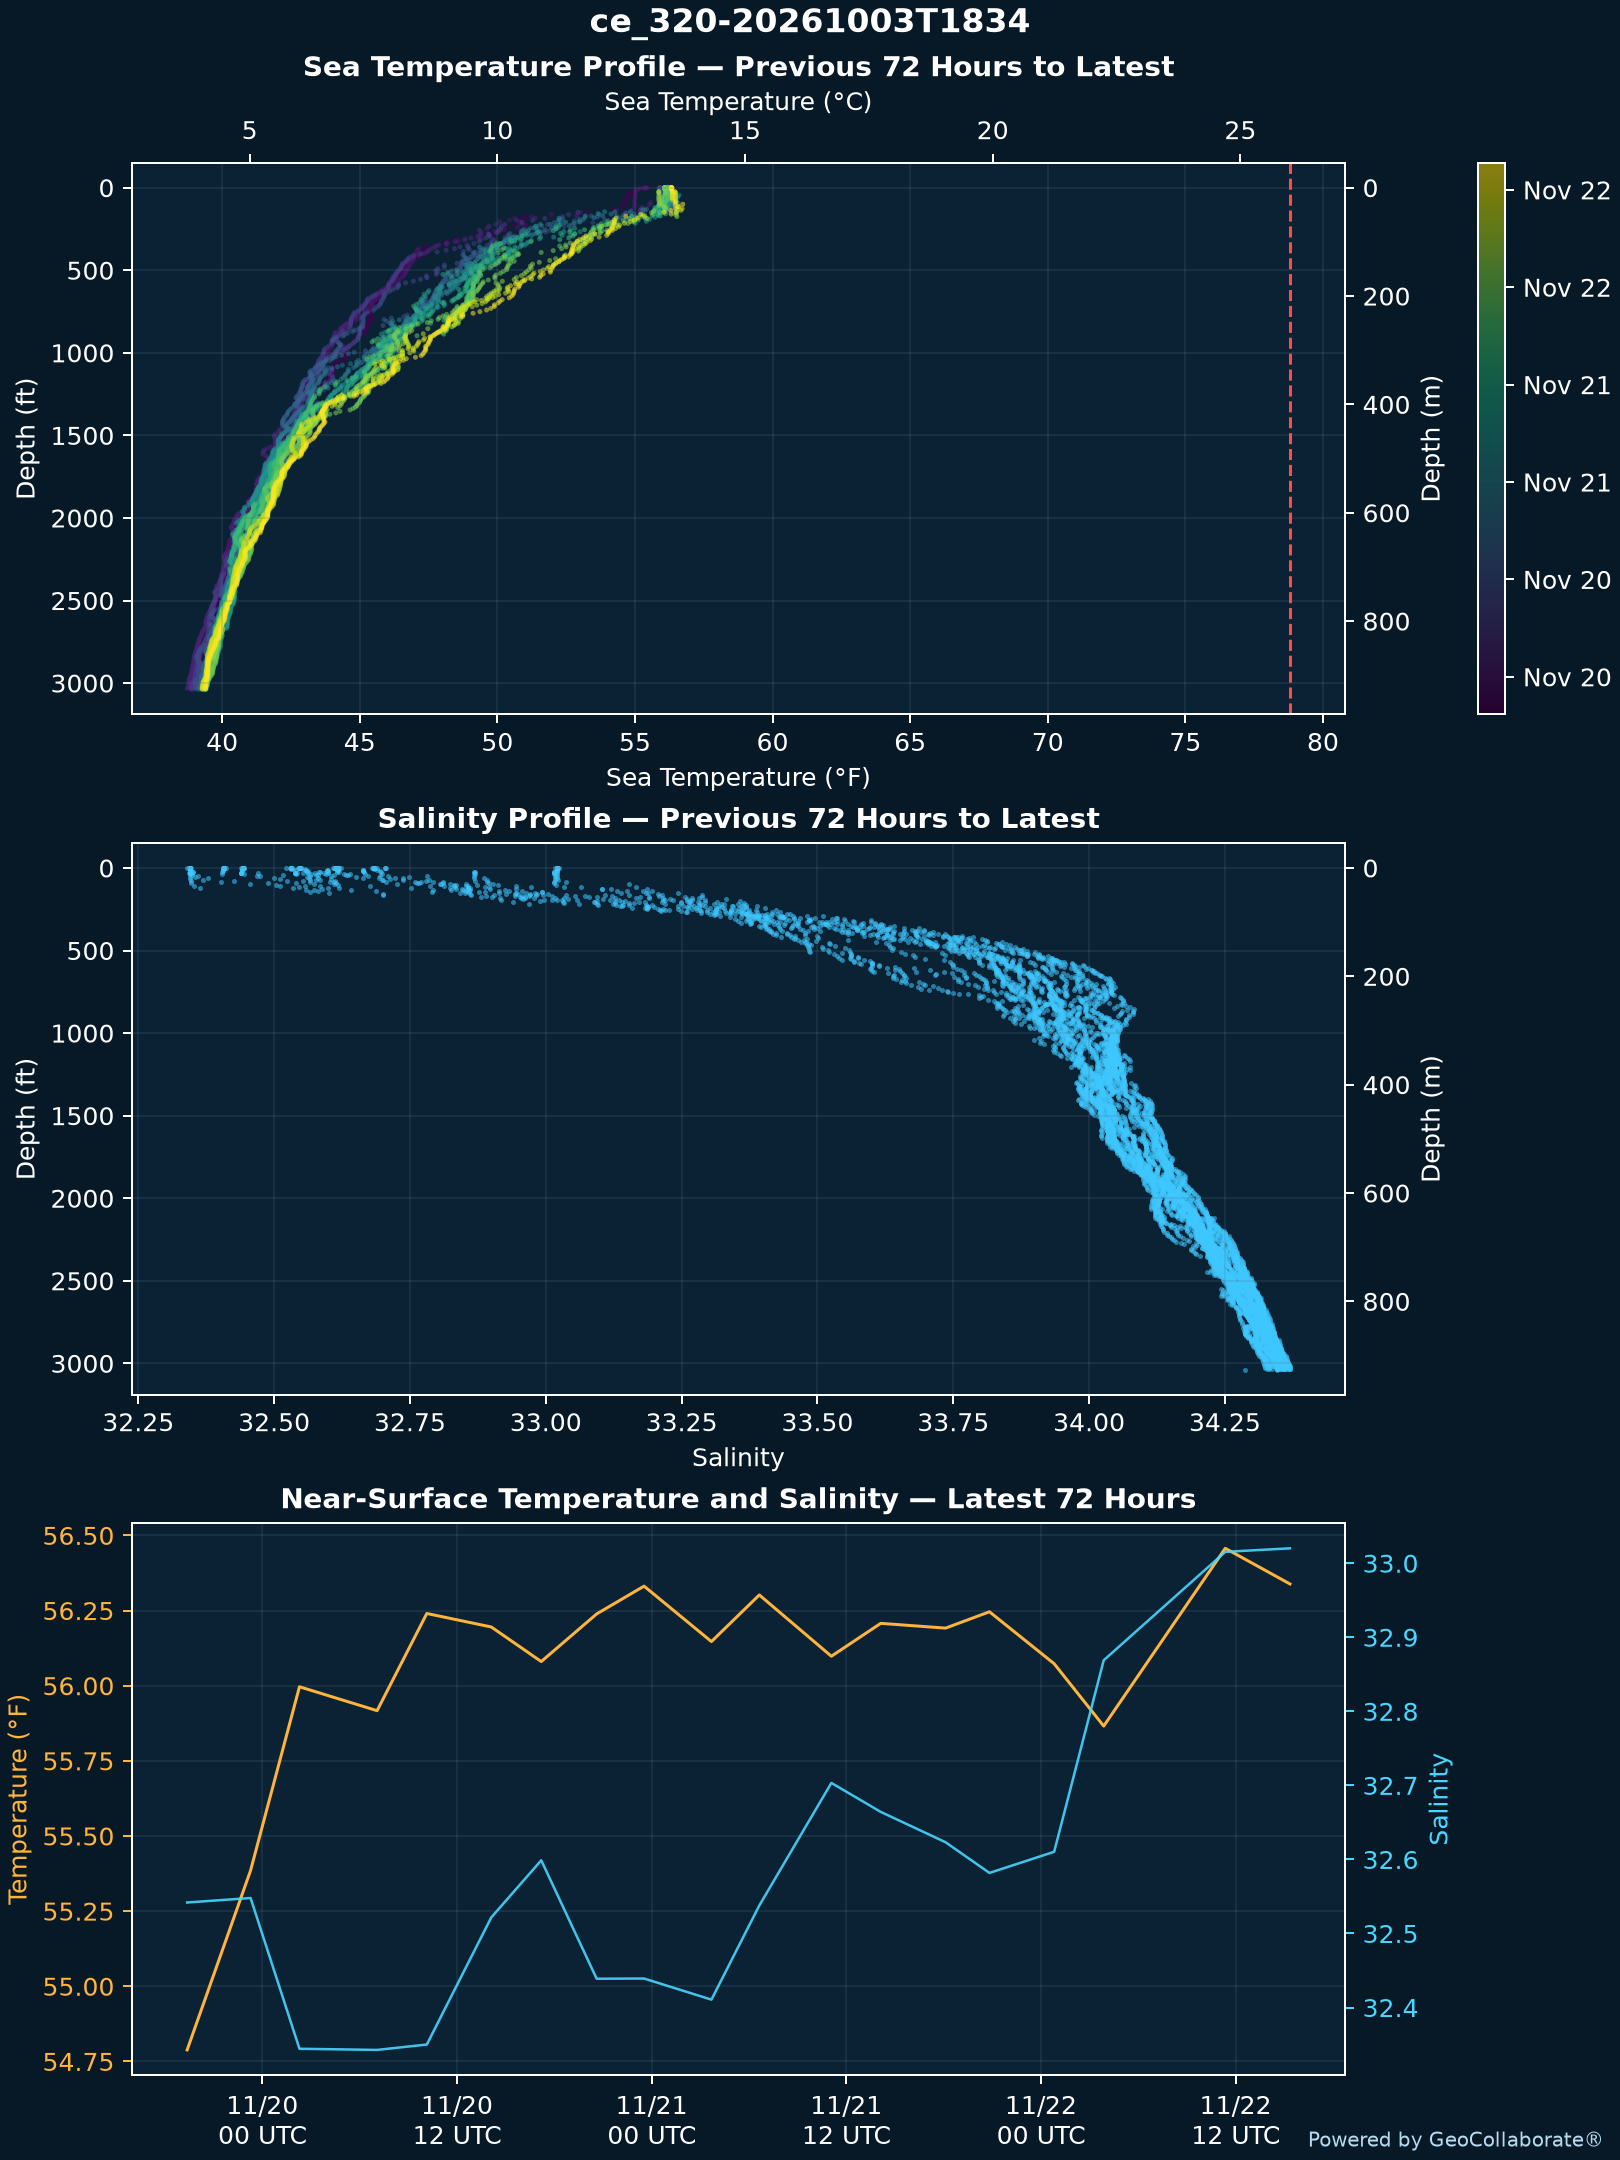 ce_320-20261003T1834
Sea Temperature Profile — Previous 72 Hours to Latest
Sea Temperature (°C)
5 10 15 20 25
0
500
1000
1500
2000
2500
3000
Depth (ft)
0
200
400
600
800
Depth (m)
Nov 22
Nov 22
Nov 21
Nov 21
Nov 20
Nov 20
40 45 50 55 60 65 70 75 80
Sea Temperature (°F)
Salinity Profile — Previous 72 Hours to Latest
0
500
1000
1500
2000
2500
3000
Depth (ft)
0
200
400
600
800
Depth (m)
32.25 32.50 32.75 33.00 33.25 33.50 33.75 34.00 34.25
Salinity
Near-Surface Temperature and Salinity — Latest 72 Hours
56.50
56.25
56.00
55.75
55.50
55.25
55.00
54.75
Temperature (°F)
33.0
32.9
32.8
32.7
32.6
32.5
32.4
Salinity
11/20 11/20 11/21 11/21 11/22 11/22
00 UTC 12 UTC 00 UTC 12 UTC 00 UTC 12 UTC
Powered by GeoCollaborate®